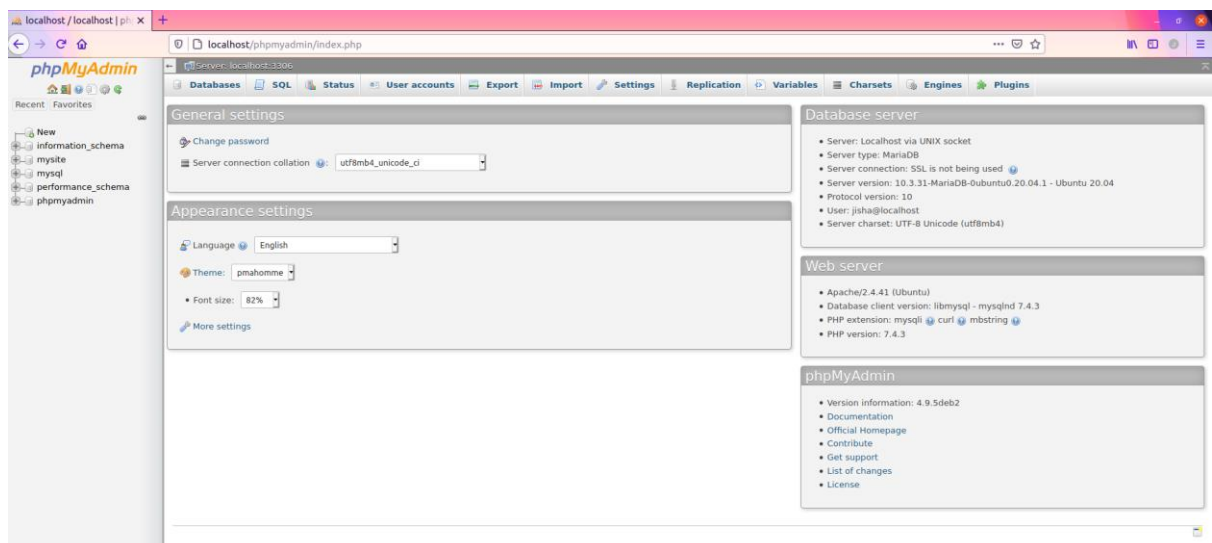 localhost / localhost | ph
localhost/phpmyadmin/index.php
phpMyAdmin
Recent Favorites
New
information_schema
mysite
mysql
performance_schema
phpmyadmin
Server: localhost:3306
Databases SQL Status User accounts Export Import Settings Replication Variables Charsets Engines Plugins
General settings
Change password
Server connection collation : utf8mb4_unicode_ci
Appearance settings
Language English
Theme: pmahomme
• Font size: 82%
More settings
Database server
• Server: Localhost via UNIX socket
• Server type: MariaDB
• Server connection: SSL is not being used
• Server version: 10.3.31-MariaDB-0ubuntu0.20.04.1 - Ubuntu 20.04
• Protocol version: 10
• User: jisha@localhost
• Server charset: UTF-8 Unicode (utf8mb4)
Web server
• Apache/2.4.41 (Ubuntu)
• Database client version: libmysql - mysqlnd 7.4.3
• PHP extension: mysqli curl mbstring
• PHP version: 7.4.3
phpMyAdmin
• Version information: 4.9.5deb2
• Documentation
• Official Homepage
• Contribute
• Get support
• List of changes
• License